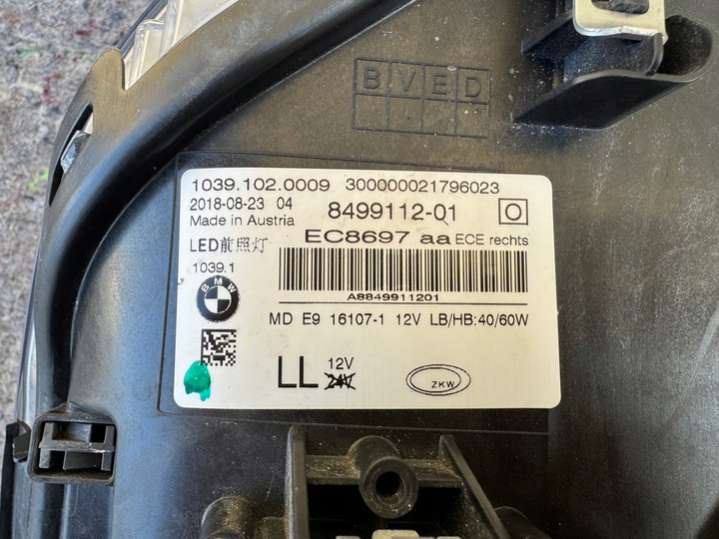 BVED
1039.102.0009 300000021796023
2018-08-23 04
8499112-01
Made in Austria
EC8697 aa ECE rechts
LED前照灯
1039.1
BMW
A8849911201
MD E9 16107-1 12V LB/HB:40/60W
LL 12V
24V
ZKW